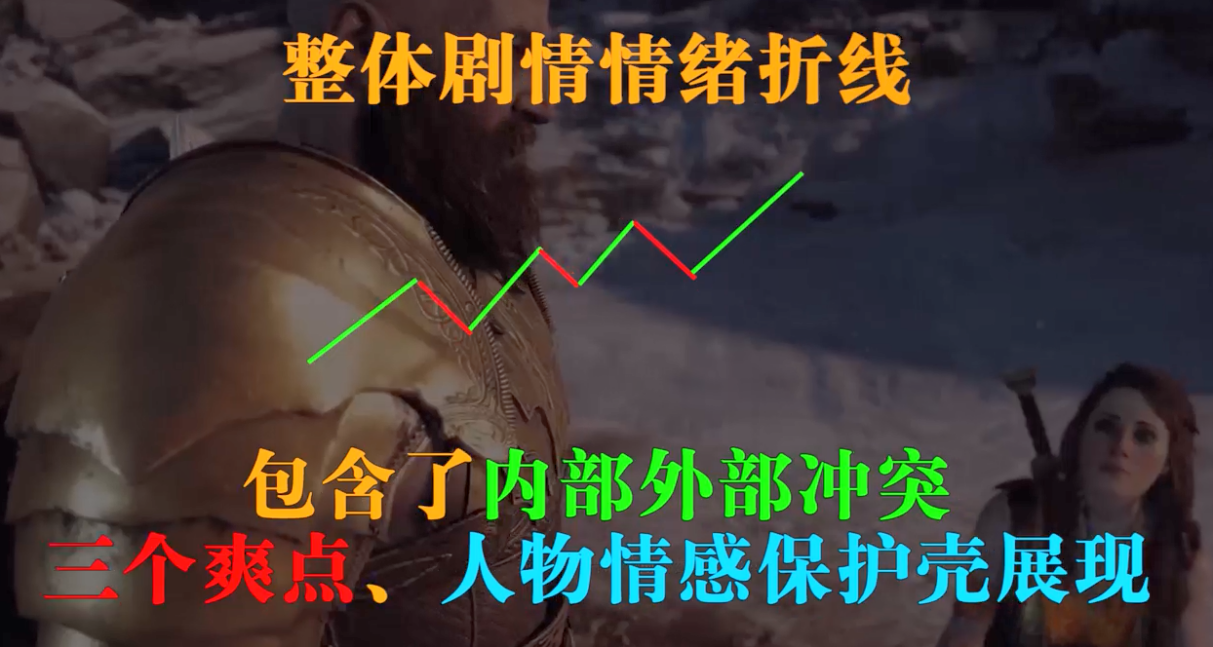 整体剧情情绪折线
包含了内部外部冲突
三个爽点、人物情感保护壳展现